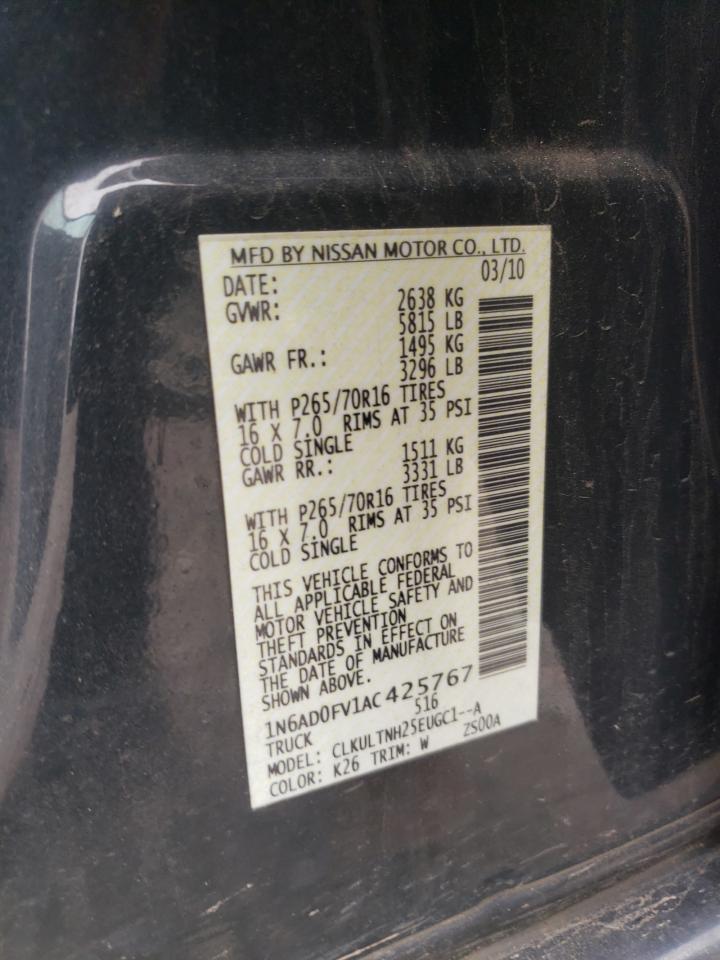 MFD BY NISSAN MOTOR CO., LTD.
DATE: 03/10
GVWR: 2638 KG
5815 LB
GAWR FR.: 1495 KG
3296 LB
WITH P265/70R16 TIRES
16 X 7.0 RIMS AT 35 PSI
COLD SINGLE
GAWR RR.: 1511 KG
3331 LB
WITH P265/70R16 TIRES
16 X 7.0 RIMS AT 35 PSI
COLD SINGLE
THIS VEHICLE CONFORMS TO
ALL APPLICABLE FEDERAL
MOTOR VEHICLE SAFETY AND
THEFT PREVENTION
STANDARDS IN EFFECT ON
THE DATE OF MANUFACTURE
SHOWN ABOVE.
1N6AD0FV1AC 425767
TRUCK 516
MODEL: CLKULTNH25EUGC1--A
COLOR: K26 TRIM: W ZS00A